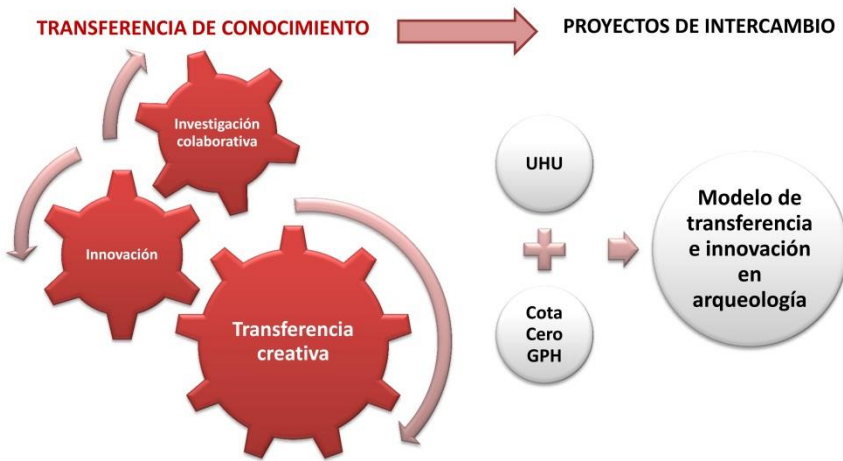 TRANSFERENCIA DE CONOCIMIENTO
PROYECTOS DE INTERCAMBIO
Investigación
colaborativa
Innovación
Transferencia
creativa
UHU
Cota
Cero
GPH
Modelo de
transferencia
e innovación
en
arqueología